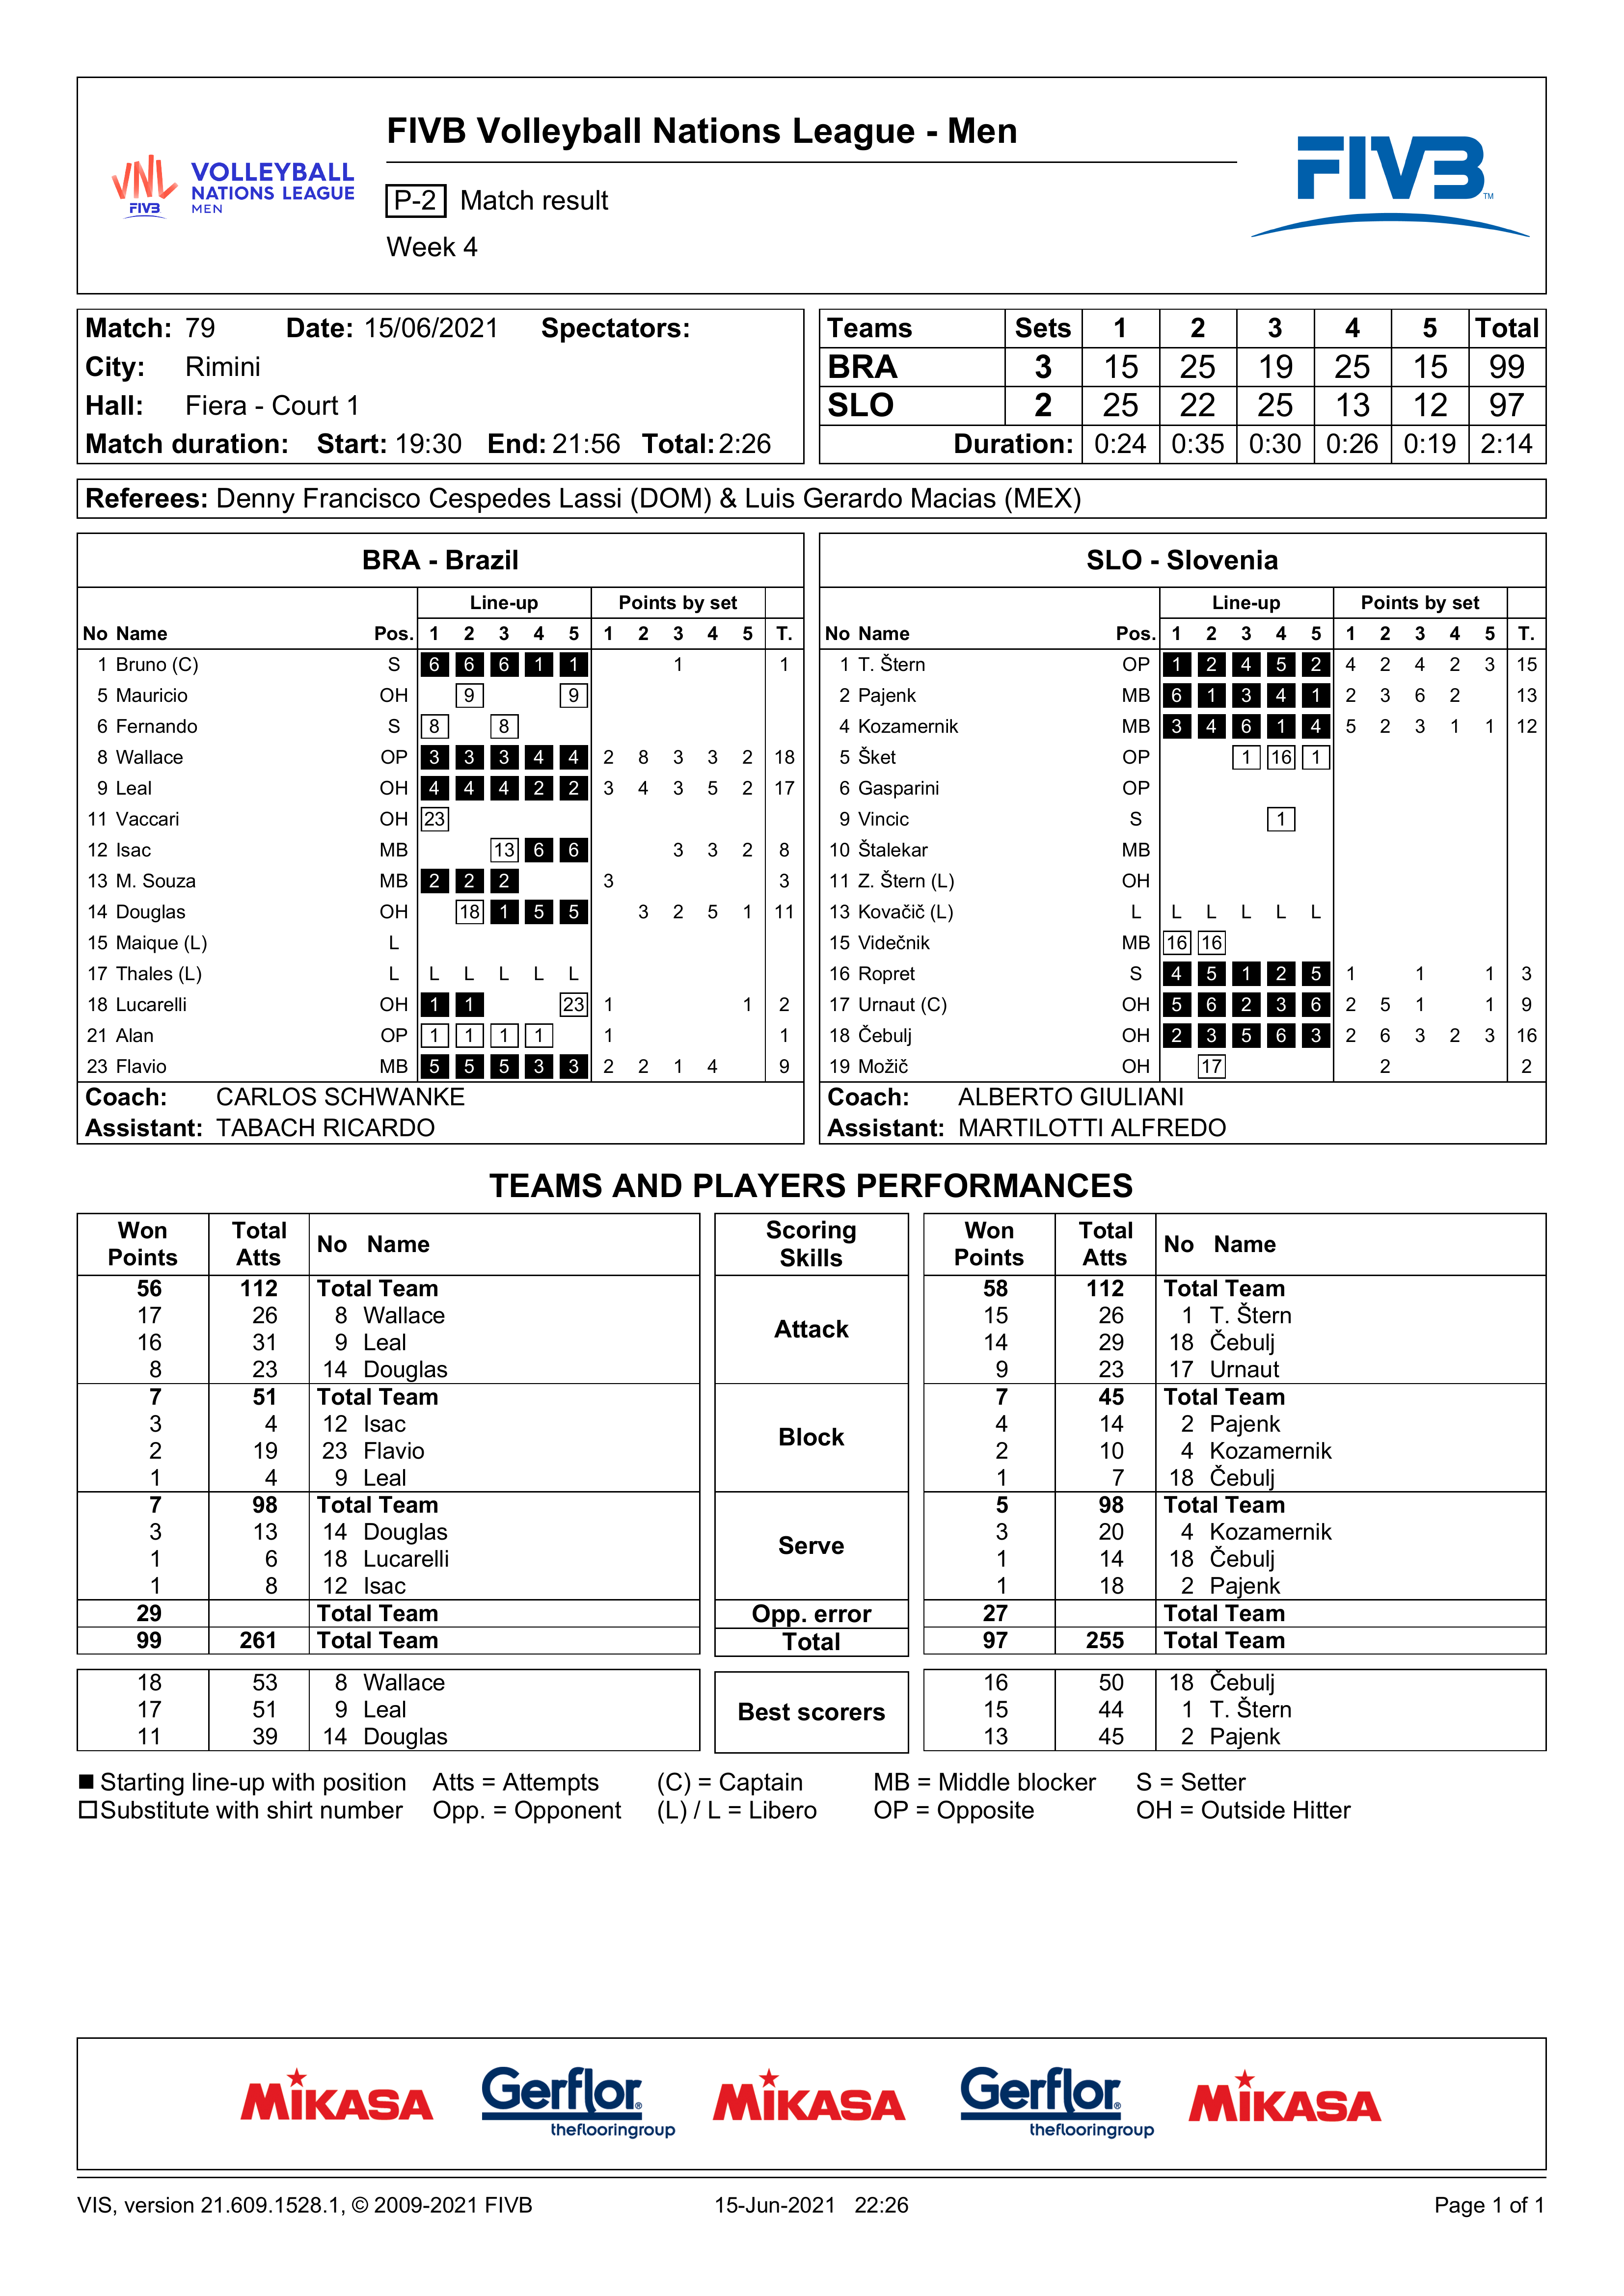 FIVB Volleyball Nations League - Men
VNL FIVB VOLLEYBALL NATIONS LEAGUE MEN
P-2 Match result
Week 4
FIVB TM
Match: 79 Date: 15/06/2021 Spectators:
City: Rimini
Hall: Fiera - Court 1
Match duration: Start: 19:30 End: 21:56 Total: 2:26
Teams Sets 1 2 3 4 5 Total
BRA 3 15 25 19 25 15 99
SLO 2 25 22 25 13 12 97
Duration: 0:24 0:35 0:30 0:26 0:19 2:14
Referees: Denny Francisco Cespedes Lassi (DOM) & Luis Gerardo Macias (MEX)
BRA - Brazil
Line-up Points by set
No Name Pos. 1 2 3 4 5 1 2 3 4 5 T.
1 Bruno (C) S 6 6 6 1 1 1 1
5 Mauricio OH 9 9
6 Fernando S 8 8
8 Wallace OP 3 3 3 4 4 2 8 3 3 2 18
9 Leal OH 4 4 4 2 2 3 4 3 5 2 17
11 Vaccari OH 23
12 Isac MB 13 6 6 3 3 2 8
13 M. Souza MB 2 2 2 3 3
14 Douglas OH 18 1 5 5 3 2 5 1 11
15 Maique (L) L
17 Thales (L) L L L L L L
18 Lucarelli OH 1 1 23 1 1 2
21 Alan OP 1 1 1 1 1 1
23 Flavio MB 5 5 5 3 3 2 2 1 4 9
Coach: CARLOS SCHWANKE
Assistant: TABACH RICARDO
SLO - Slovenia
Line-up Points by set
No Name Pos. 1 2 3 4 5 1 2 3 4 5 T.
1 T. Štern OP 1 2 4 5 2 4 2 4 2 3 15
2 Pajenk MB 6 1 3 4 1 2 3 6 2 13
4 Kozamernik MB 3 4 6 1 4 5 2 3 1 1 12
5 Šket OP 1 16 1
6 Gasparini OP
9 Vincic S 1
10 Štalekar MB
11 Z. Štern (L) OH
13 Kovačič (L) L L L L L L
15 Videčnik MB 16 16
16 Ropret S 4 5 1 2 5 1 1 1 3
17 Urnaut (C) OH 5 6 2 3 6 2 5 1 1 9
18 Čebulj OH 2 3 5 6 3 2 6 3 2 3 16
19 Možič OH 17 2 2
Coach: ALBERTO GIULIANI
Assistant: MARTILOTTI ALFREDO
TEAMS AND PLAYERS PERFORMANCES
Won Points Total Atts No Name Scoring Skills Won Points Total Atts No Name
56 112 Total Team Attack 58 112 Total Team
17 26 8 Wallace 15 26 1 T. Štern
16 31 9 Leal 14 29 18 Čebulj
8 23 14 Douglas 9 23 17 Urnaut
7 51 Total Team Block 7 45 Total Team
3 4 12 Isac 4 14 2 Pajenk
2 19 23 Flavio 2 10 4 Kozamernik
1 4 9 Leal 1 7 18 Čebulj
7 98 Total Team Serve 5 98 Total Team
3 13 14 Douglas 3 20 4 Kozamernik
1 6 18 Lucarelli 1 14 18 Čebulj
1 8 12 Isac 1 18 2 Pajenk
29 Total Team Opp. error 27 Total Team
99 261 Total Team Total 97 255 Total Team
18 53 8 Wallace Best scorers 16 50 18 Čebulj
17 51 9 Leal 15 44 1 T. Štern
11 39 14 Douglas 13 45 2 Pajenk
■ Starting line-up with position Atts = Attempts (C) = Captain MB = Middle blocker S = Setter
□ Substitute with shirt number Opp. = Opponent (L) / L = Libero OP = Opposite OH = Outside Hitter
MIKASA Gerflor® theflooringgroup MIKASA Gerflor® theflooringgroup MIKASA
VIS, version 21.609.1528.1, © 2009-2021 FIVB 15-Jun-2021 22:26 Page 1 of 1